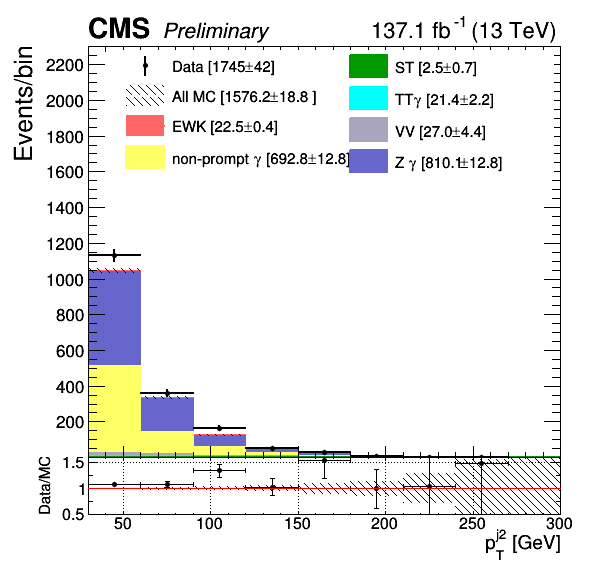 CMS Preliminary 137.1 fb⁻¹ (13 TeV)
Events/bin
Data [1745±42]
All MC [1576.2±18.8 ]
EWK [22.5±0.4]
non-prompt γ [692.8±12.8]
ST [2.5±0.7]
TTγ [21.4±2.2]
VV [27.0±4.4]
Z γ [810.1±12.8]
2200
2000
1800
1600
1400
1200
1000
800
600
400
200
Data/MC
1.5
1
0.5
50 100 150 200 250 300
p_T^j2 [GeV]